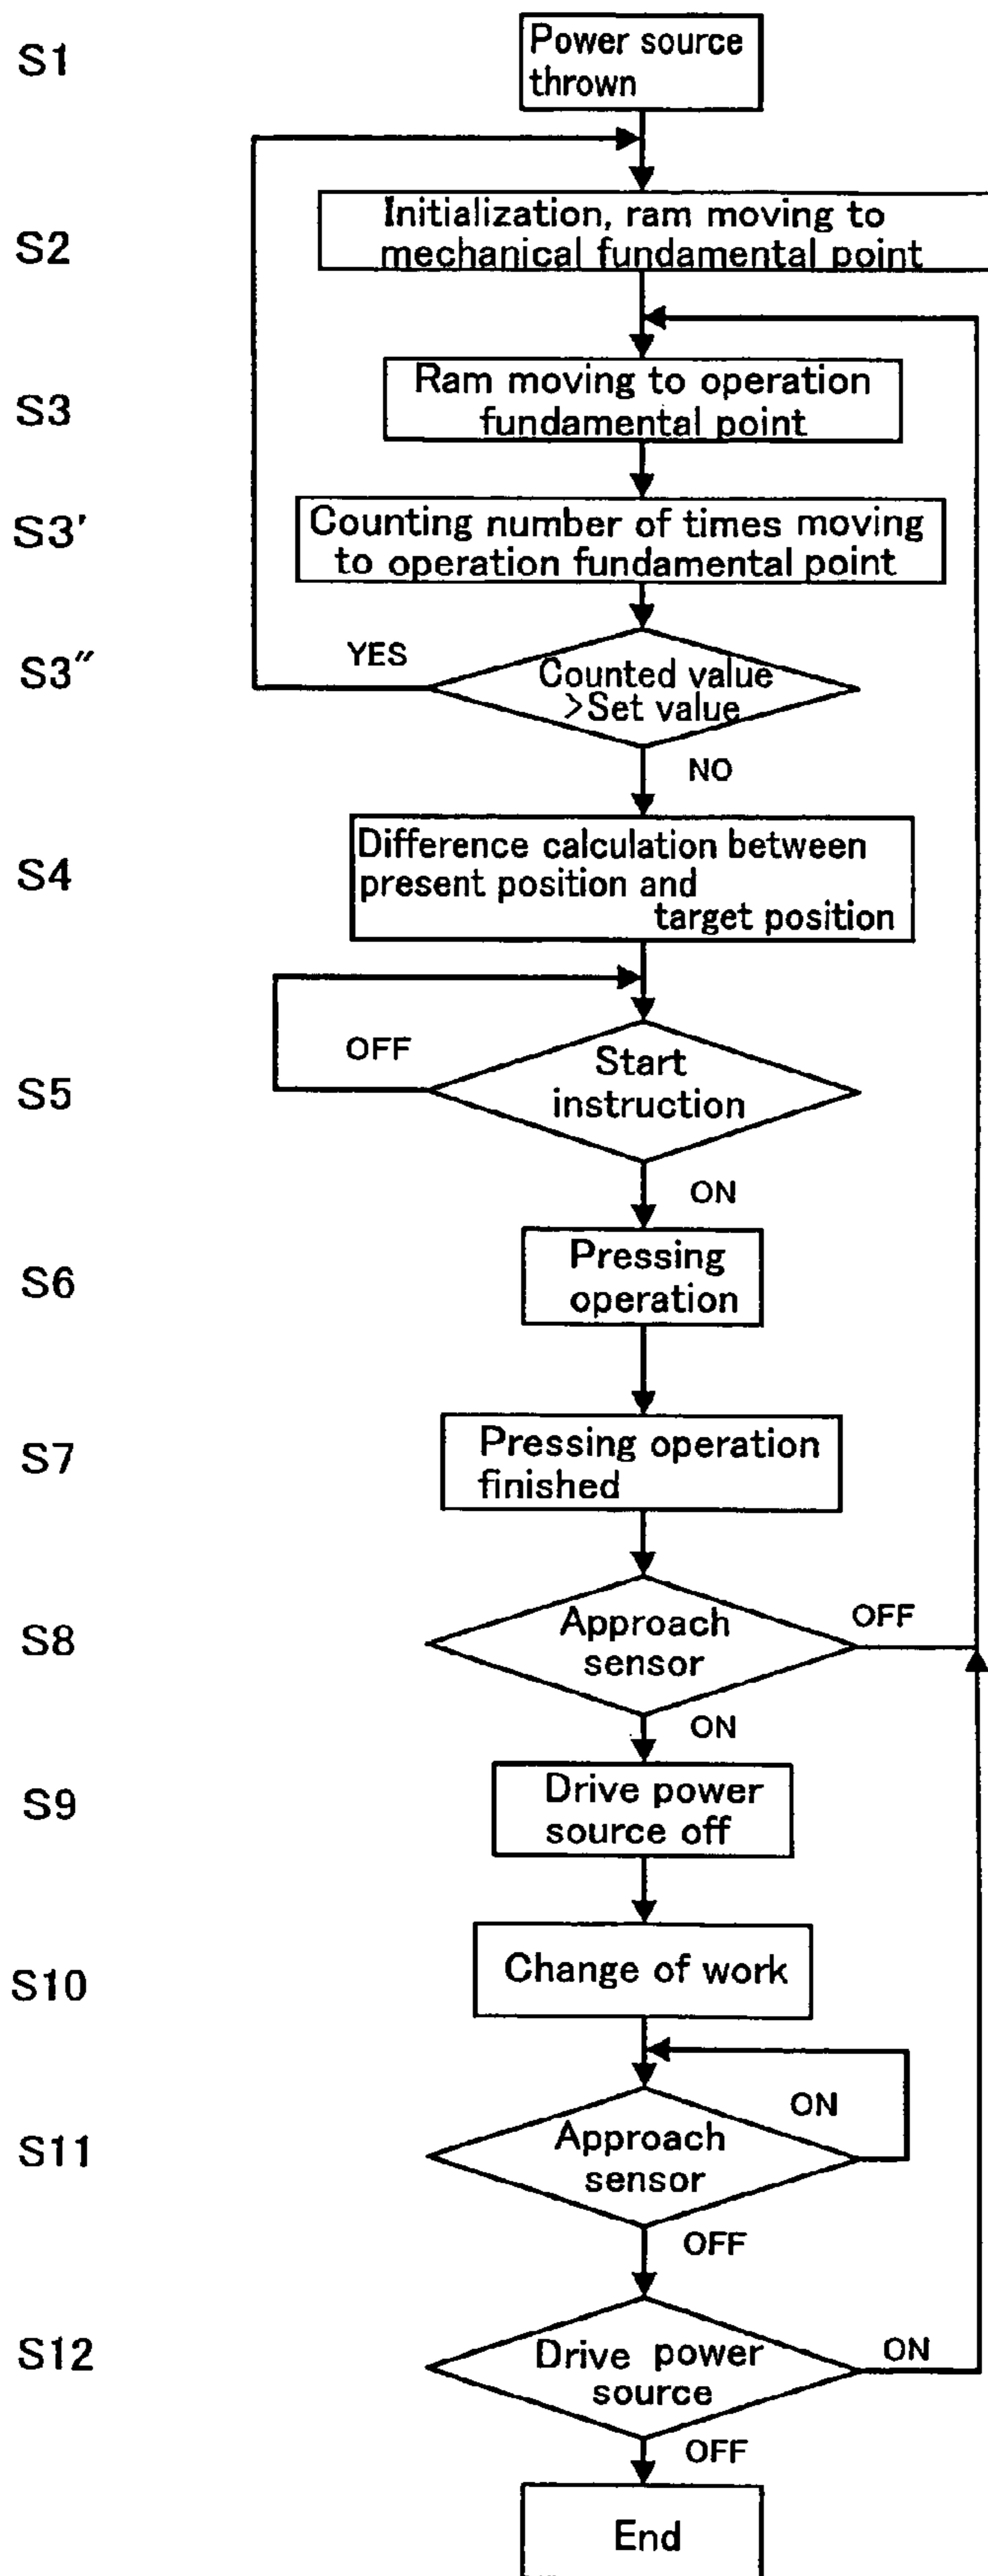 S1
Power source
thrown
S2
Initialization, ram moving to
mechanical fundamental point
S3
Ram moving to operation
fundamental point
S3'
Counting number of times moving
to operation fundamental point
S3″
YES
Counted value
>Set value
NO
S4
Difference calculation between
present position and
target position
OFF
S5
Start
instruction
ON
S6
Pressing
operation
S7
Pressing operation
finished
S8
Approach
sensor
OFF
ON
S9
Drive power
source off
S10
Change of work
ON
S11
Approach
sensor
OFF
S12
Drive power
source
ON
OFF
End